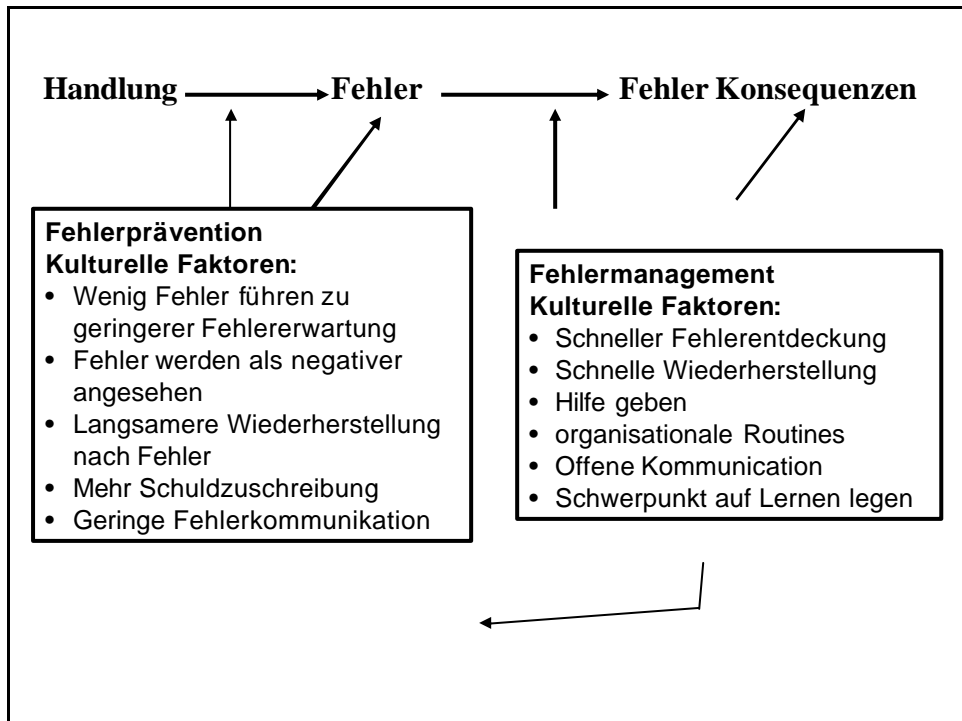 Handlung Fehler Fehler Konsequenzen
Fehlerprävention
Kulturelle Faktoren:
• Wenig Fehler führen zu
geringerer Fehlererwartung
• Fehler werden als negativer
angesehen
• Langsamere Wiederherstellung
nach Fehler
• Mehr Schuldzuschreibung
• Geringe Fehlerkommunikation
Fehlermanagement
Kulturelle Faktoren:
• Schneller Fehlerentdeckung
• Schnelle Wiederherstellung
• Hilfe geben
• organisationale Routines
• Offene Kommunication
• Schwerpunkt auf Lernen legen